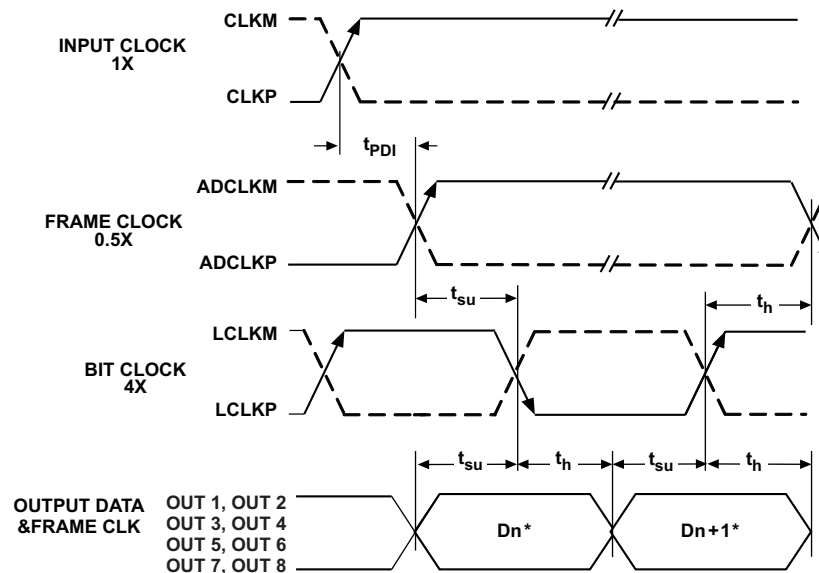 CLKM
INPUT CLOCK
1X
CLKP
tPDI
ADCLKM
FRAME CLOCK
0.5X
ADCLKP
tsu
th
LCLKM
BIT CLOCK
4X
LCLKP
tsu
th
tsu
th
OUTPUT DATA
&FRAME CLK
OUT 1, OUT 2
OUT 3, OUT 4
OUT 5, OUT 6
OUT 7, OUT 8
Dn*
Dn+1*